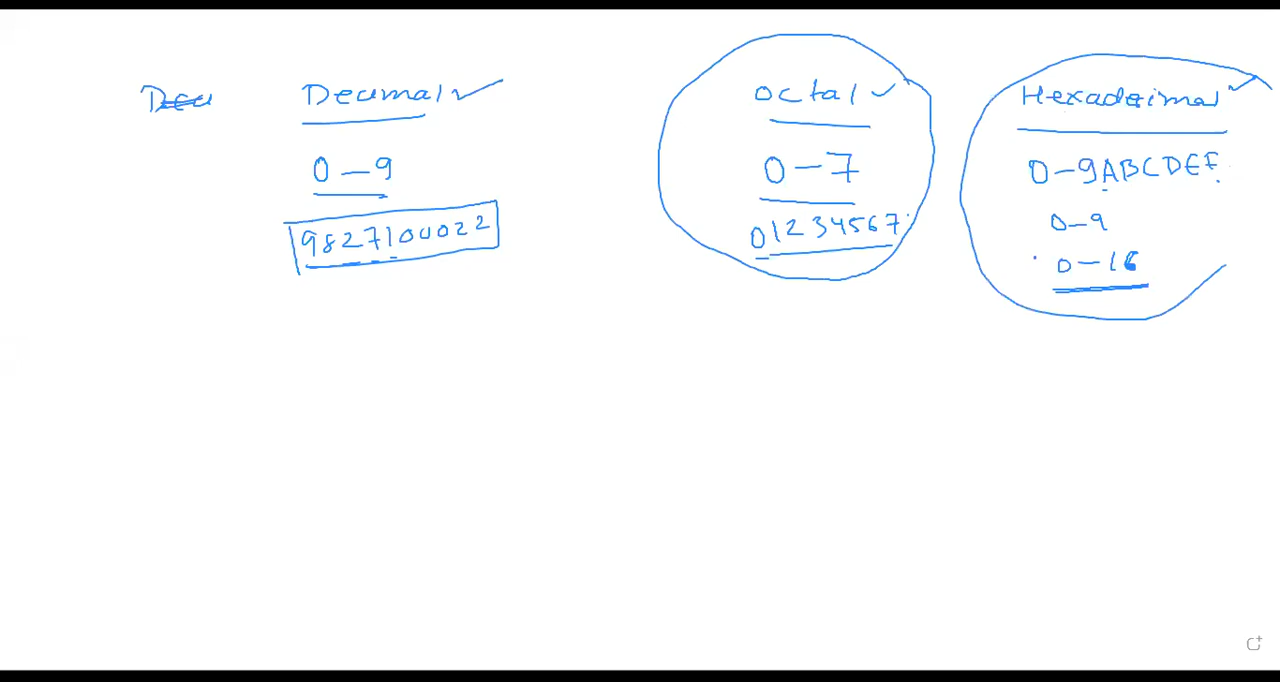 Decimal
0-9
9827100022
Octal
0-7
01234567
Hexadecimal
0-9ABCDEF
0-9
0-16